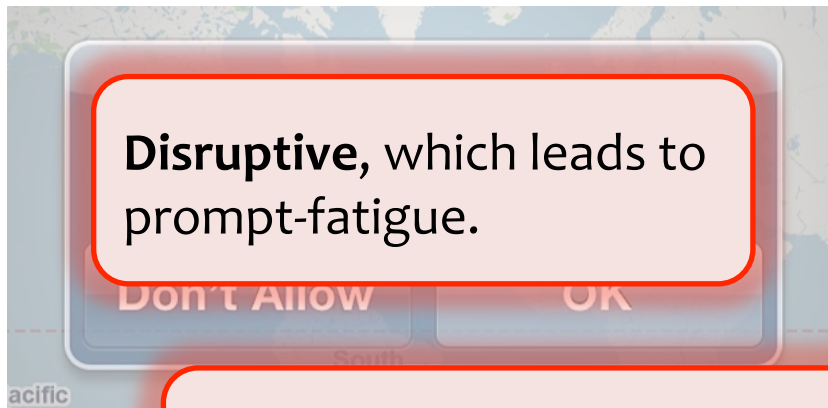 Disruptive, which leads to
prompt-fatigue.
Don't Allow OK
South
acific